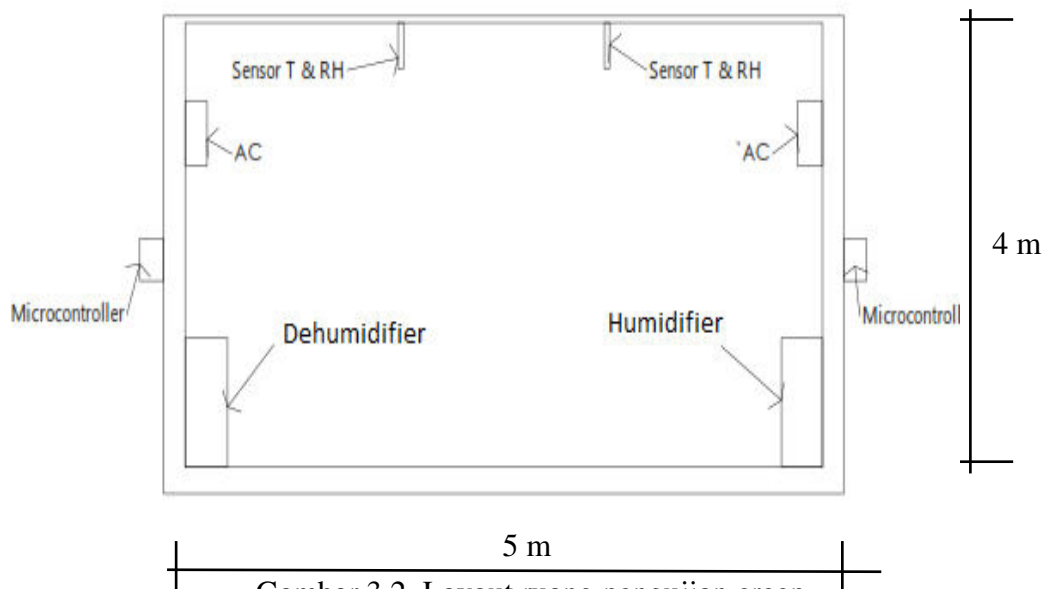 Sensor T & RH
Sensor T & RH
AC
`AC
4 m
Microcontroller
Microcontroll
Dehumidifier
Humidifier
5 m